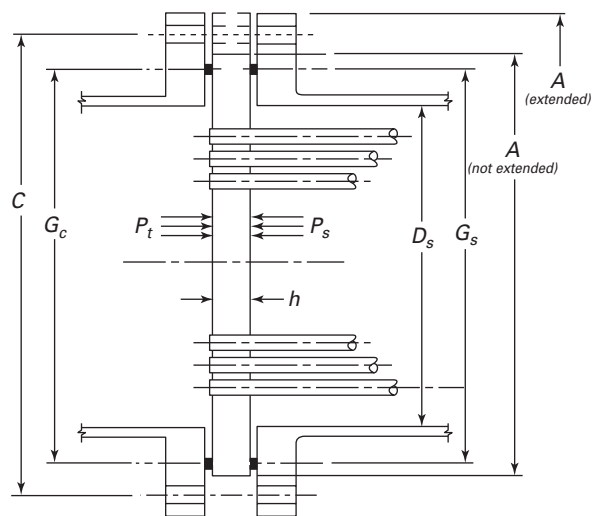 A
(extended)
A
(not extended)
C
G_c
P_t
P_s
D_s
G_s
h